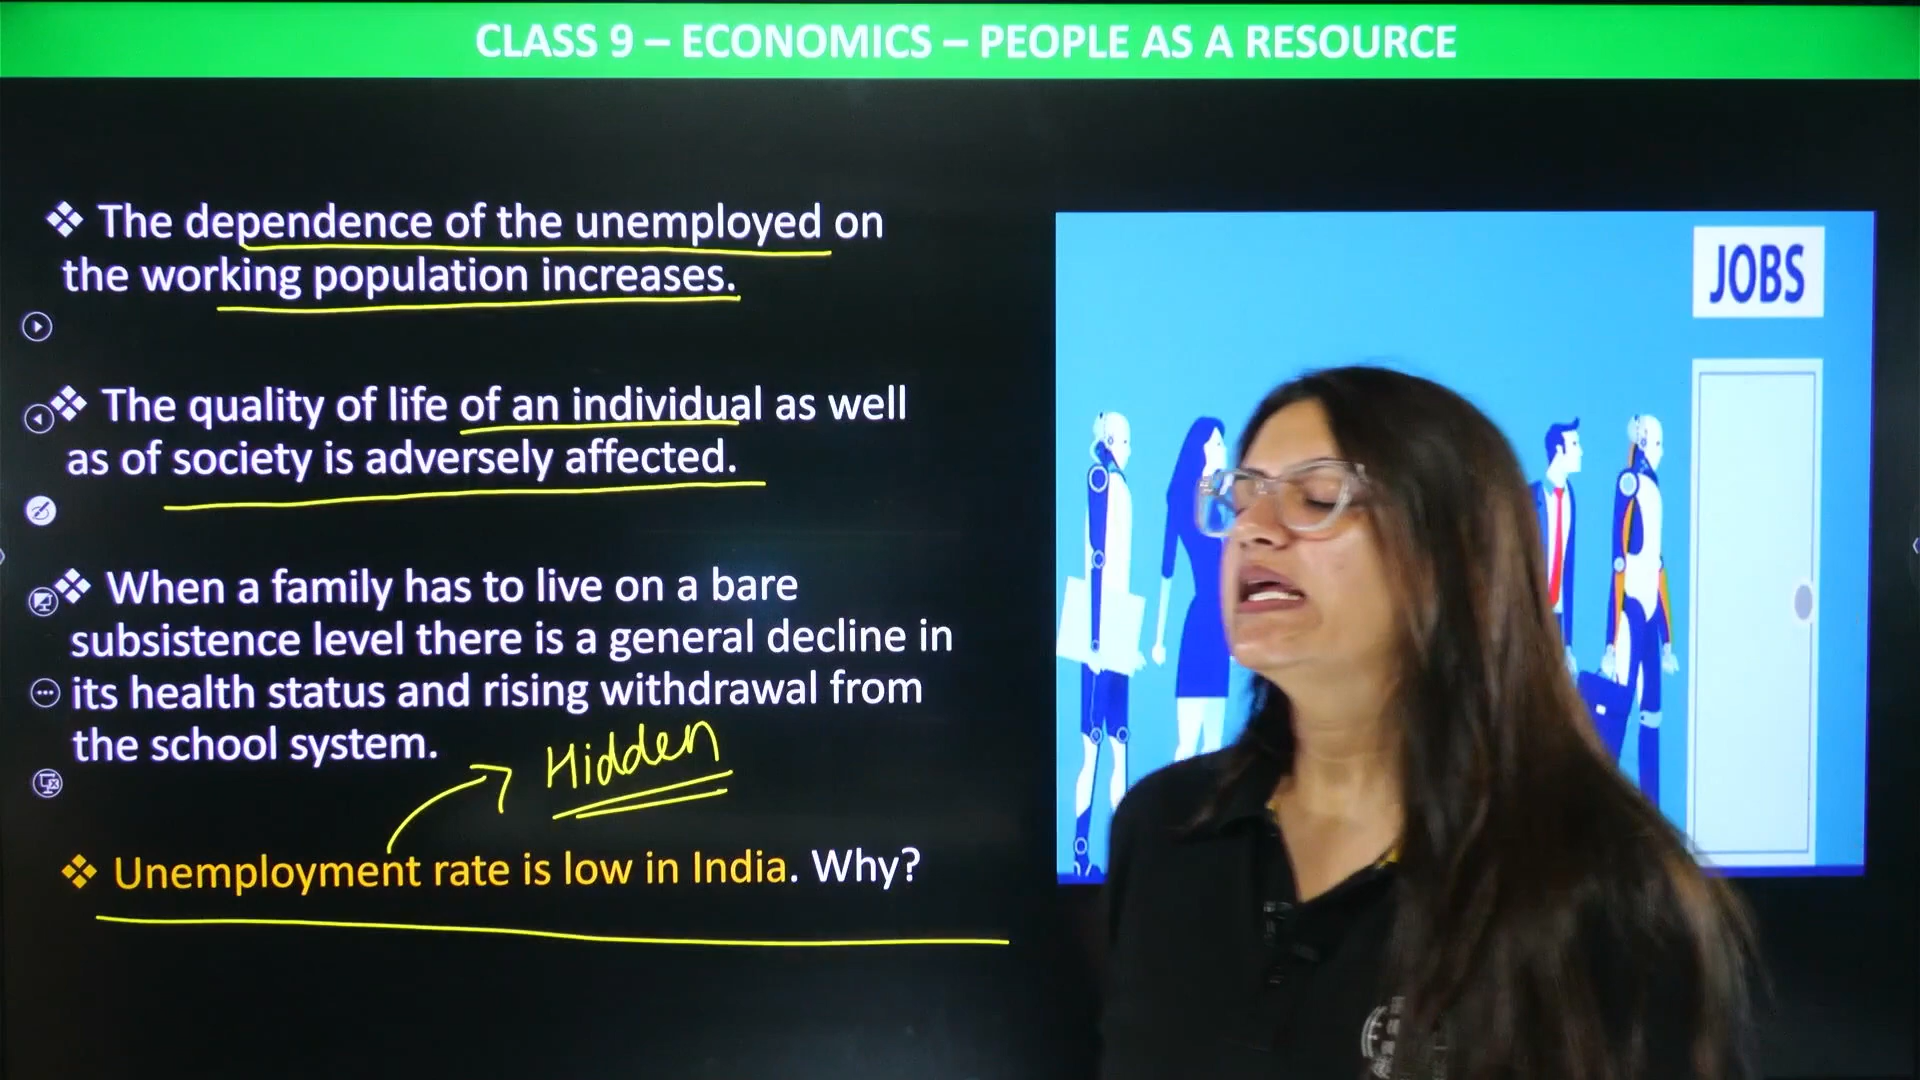 CLASS 9 – ECONOMICS – PEOPLE AS A RESOURCE
❖ The dependence of the unemployed on
the working population increases.
❖ The quality of life of an individual as well
as of society is adversely affected.
❖ When a family has to live on a bare
subsistence level there is a general decline in
its health status and rising withdrawal from
the school system.
Hidden
❖ Unemployment rate is low in India. Why?
JOBS